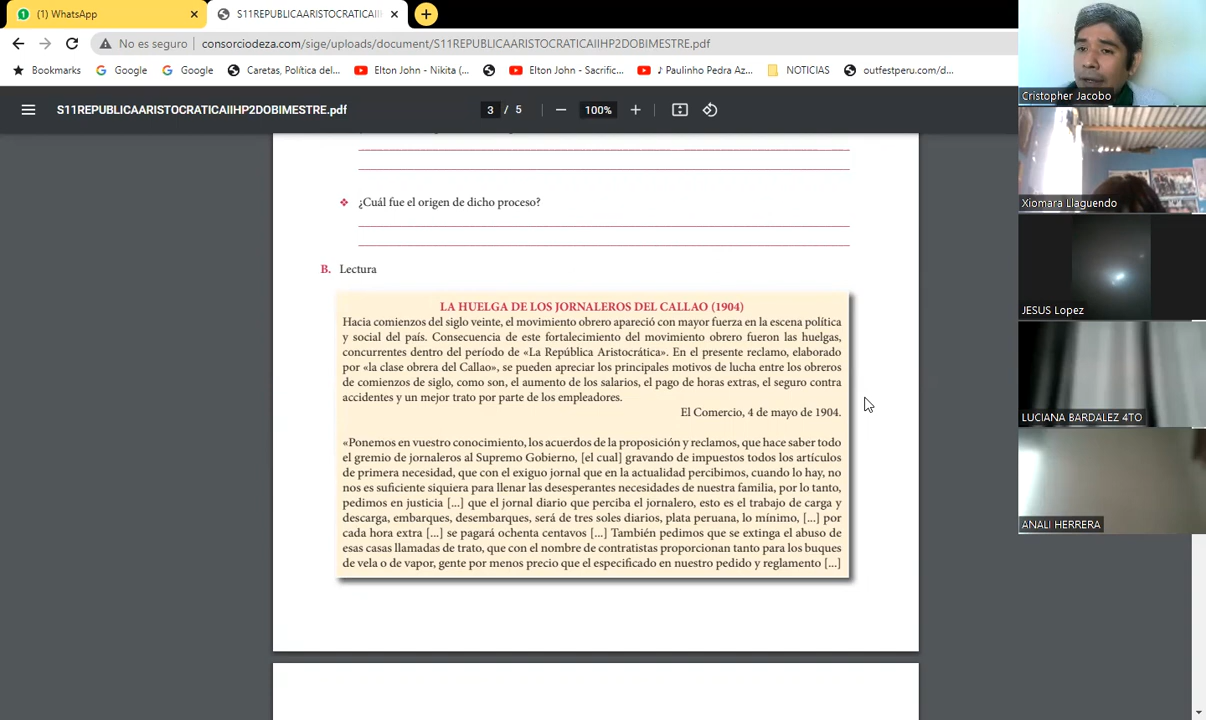 (1) WhatsApp
S11REPUBLICAARISTOCRATICAII
No es seguro
consorciodeza.com/sige/uploads/document/S11REPUBLICAARISTOCRATICAIIHP2DOBIMESTRE.pdf
Bookmarks
Google
Google
Caretas, Política del...
Elton John - Nikita (...
Elton John - Sacrific...
♪ Paulinho Pedra Az...
NOTICIAS
outfestperu.com/d...
S11REPUBLICAARISTOCRATICAIIHP2DOBIMESTRE.pdf
3 / 5
100%
❖ ¿Cuál fue el origen de dicho proceso?
B. Lectura
LA HUELGA DE LOS JORNALEROS DEL CALLAO (1904)
Hacia comienzos del siglo veinte, el movimiento obrero apareció con mayor fuerza en la escena política
y social del país. Consecuencia de este fortalecimiento del movimiento obrero fueron las huelgas,
concurrentes dentro del período de «La República Aristocrática». En el presente reclamo, elaborado
por «la clase obrera del Callao», se pueden apreciar los principales motivos de lucha entre los obreros
de comienzos de siglo, como son, el aumento de los salarios, el pago de horas extras, el seguro contra
accidentes y un mejor trato por parte de los empleadores.
El Comercio, 4 de mayo de 1904.
«Ponemos en vuestro conocimiento, los acuerdos de la proposición y reclamos, que hace saber todo
el gremio de jornaleros al Supremo Gobierno, [el cual] gravando de impuestos todos los artículos
de primera necesidad, que con el exiguo jornal que en la actualidad percibimos, cuando lo hay, no
nos es suficiente siquiera para llenar las desesperantes necesidades de nuestra familia, por lo tanto,
pedimos en justicia [...] que el jornal diario que perciba el jornalero, esto es el trabajo de carga y
descarga, embarques, desembarques, será de tres soles diarios, plata peruana, lo mínimo, [...] por
cada hora extra [...] se pagará ochenta centavos [...] También pedimos que se extinga el abuso de
esas casas llamadas de trato, que con el nombre de contratistas proporcionan tanto para los buques
de vela o de vapor, gente por menos precio que el especificado en nuestro pedido y reglamento [...]
Cristopher Jacobo
Xiomara Llaguendo
JESUS Lopez
LUCIANA BARDALEZ 4TO
ANALI HERRERA